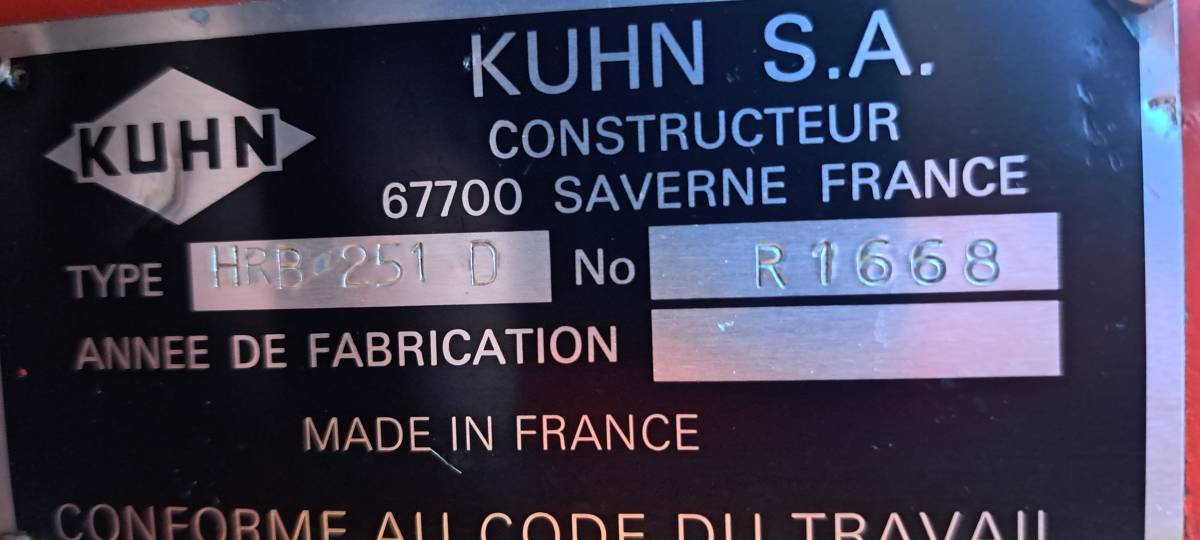 KUHN S.A.
KUHN
CONSTRUCTEUR
67700 SAVERNE FRANCE
TYPE HRB 251 D No R1668
ANNEE DE FABRICATION
MADE IN FRANCE
CONFORME AU CODE DU TRAVAIL